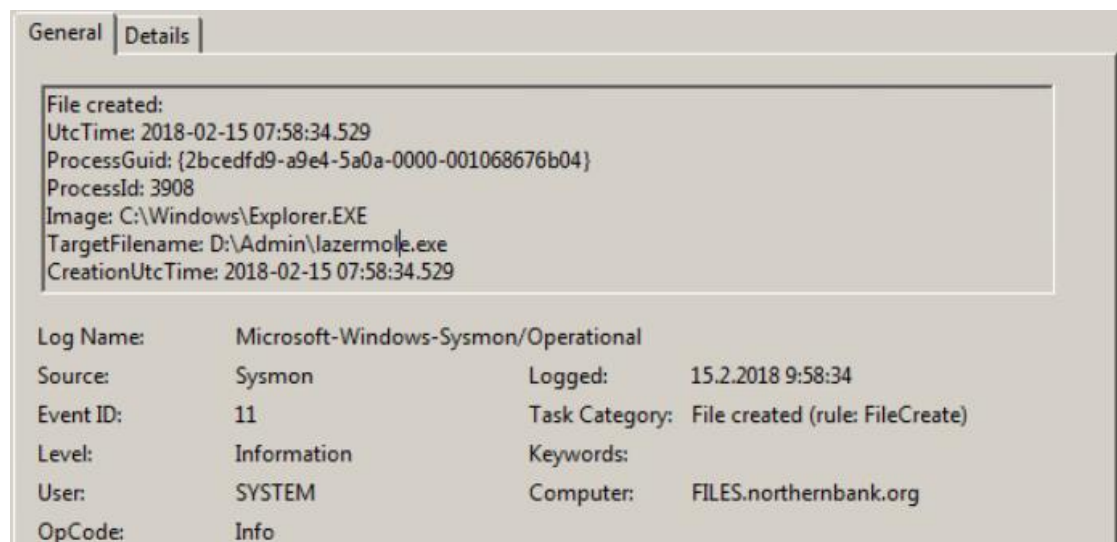 General Details
File created:
UtcTime: 2018-02-15 07:58:34.529
ProcessGuid: {2bcedfd9-a9e4-5a0a-0000-001068676b04}
ProcessId: 3908
Image: C:\Windows\Explorer.EXE
TargetFilename: D:\Admin\lazermole.exe
CreationUtcTime: 2018-02-15 07:58:34.529
Log Name: Microsoft-Windows-Sysmon/Operational
Source: Sysmon Logged: 15.2.2018 9:58:34
Event ID: 11 Task Category: File created (rule: FileCreate)
Level: Information Keywords:
User: SYSTEM Computer: FILES.northernbank.org
OpCode: Info